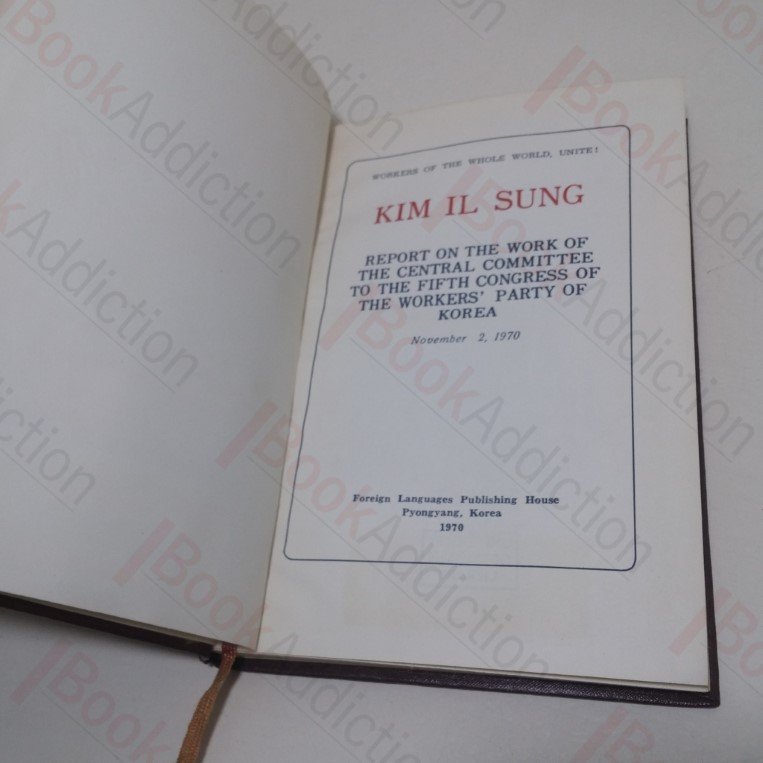 WORKERS OF THE WHOLE WORLD, UNITE!
KIM IL SUNG
REPORT ON THE WORK OF
THE CENTRAL COMMITTEE
TO THE FIFTH CONGRESS OF
THE WORKERS' PARTY OF
KOREA
November 2, 1970
Foreign Languages Publishing House
Pyongyang, Korea
1970
BookAddiction